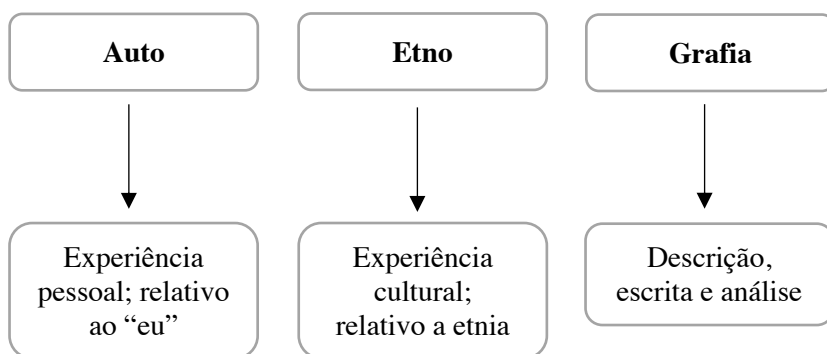 Auto
Etno
Grafia
Experiência
pessoal; relativo
ao “eu”
Experiência
cultural;
relativo a etnia
Descrição,
escrita e análise